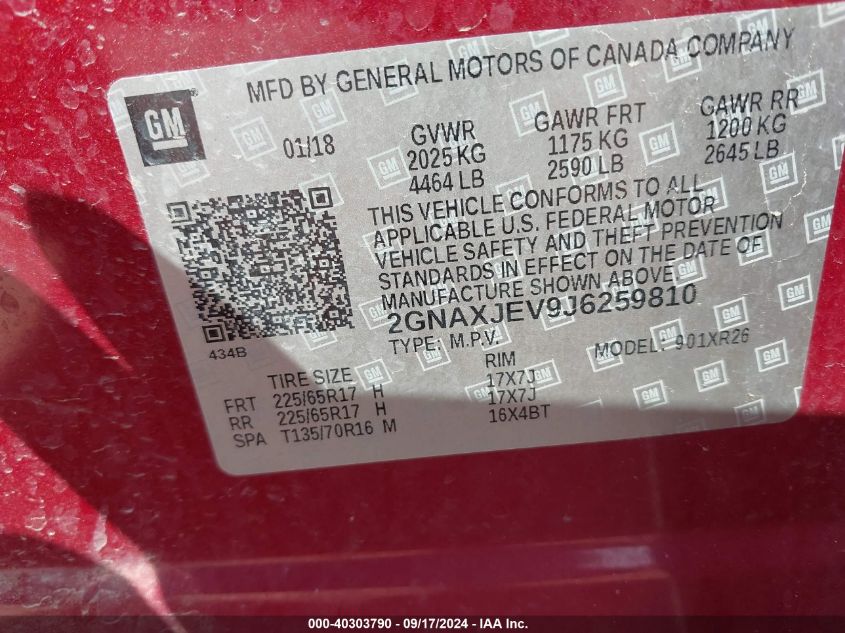 MFD BY GENERAL MOTORS OF CANADA COMPANY
GM
01/18
GVWR
2025 KG
4464 LB
GAWR FRT
1175 KG
2590 LB
GAWR RR
1200 KG
2645 LB
THIS VEHICLE CONFORMS TO ALL
APPLICABLE U.S. FEDERAL MOTOR
VEHICLE SAFETY AND THEFT PREVENTION
STANDARDS IN EFFECT ON THE DATE OF
MANUFACTURE SHOWN ABOVE.
2GNAXJEV9J6259810
434B
TYPE: M.P.V.
MODEL: 901XR26
TIRE SIZE RIM
FRT 225/65R17 H 17X7J
RR 225/65R17 H 17X7J
SPA T135/70R16 M 16X4BT
000-40303790 - 09/17/2024 - IAA Inc.